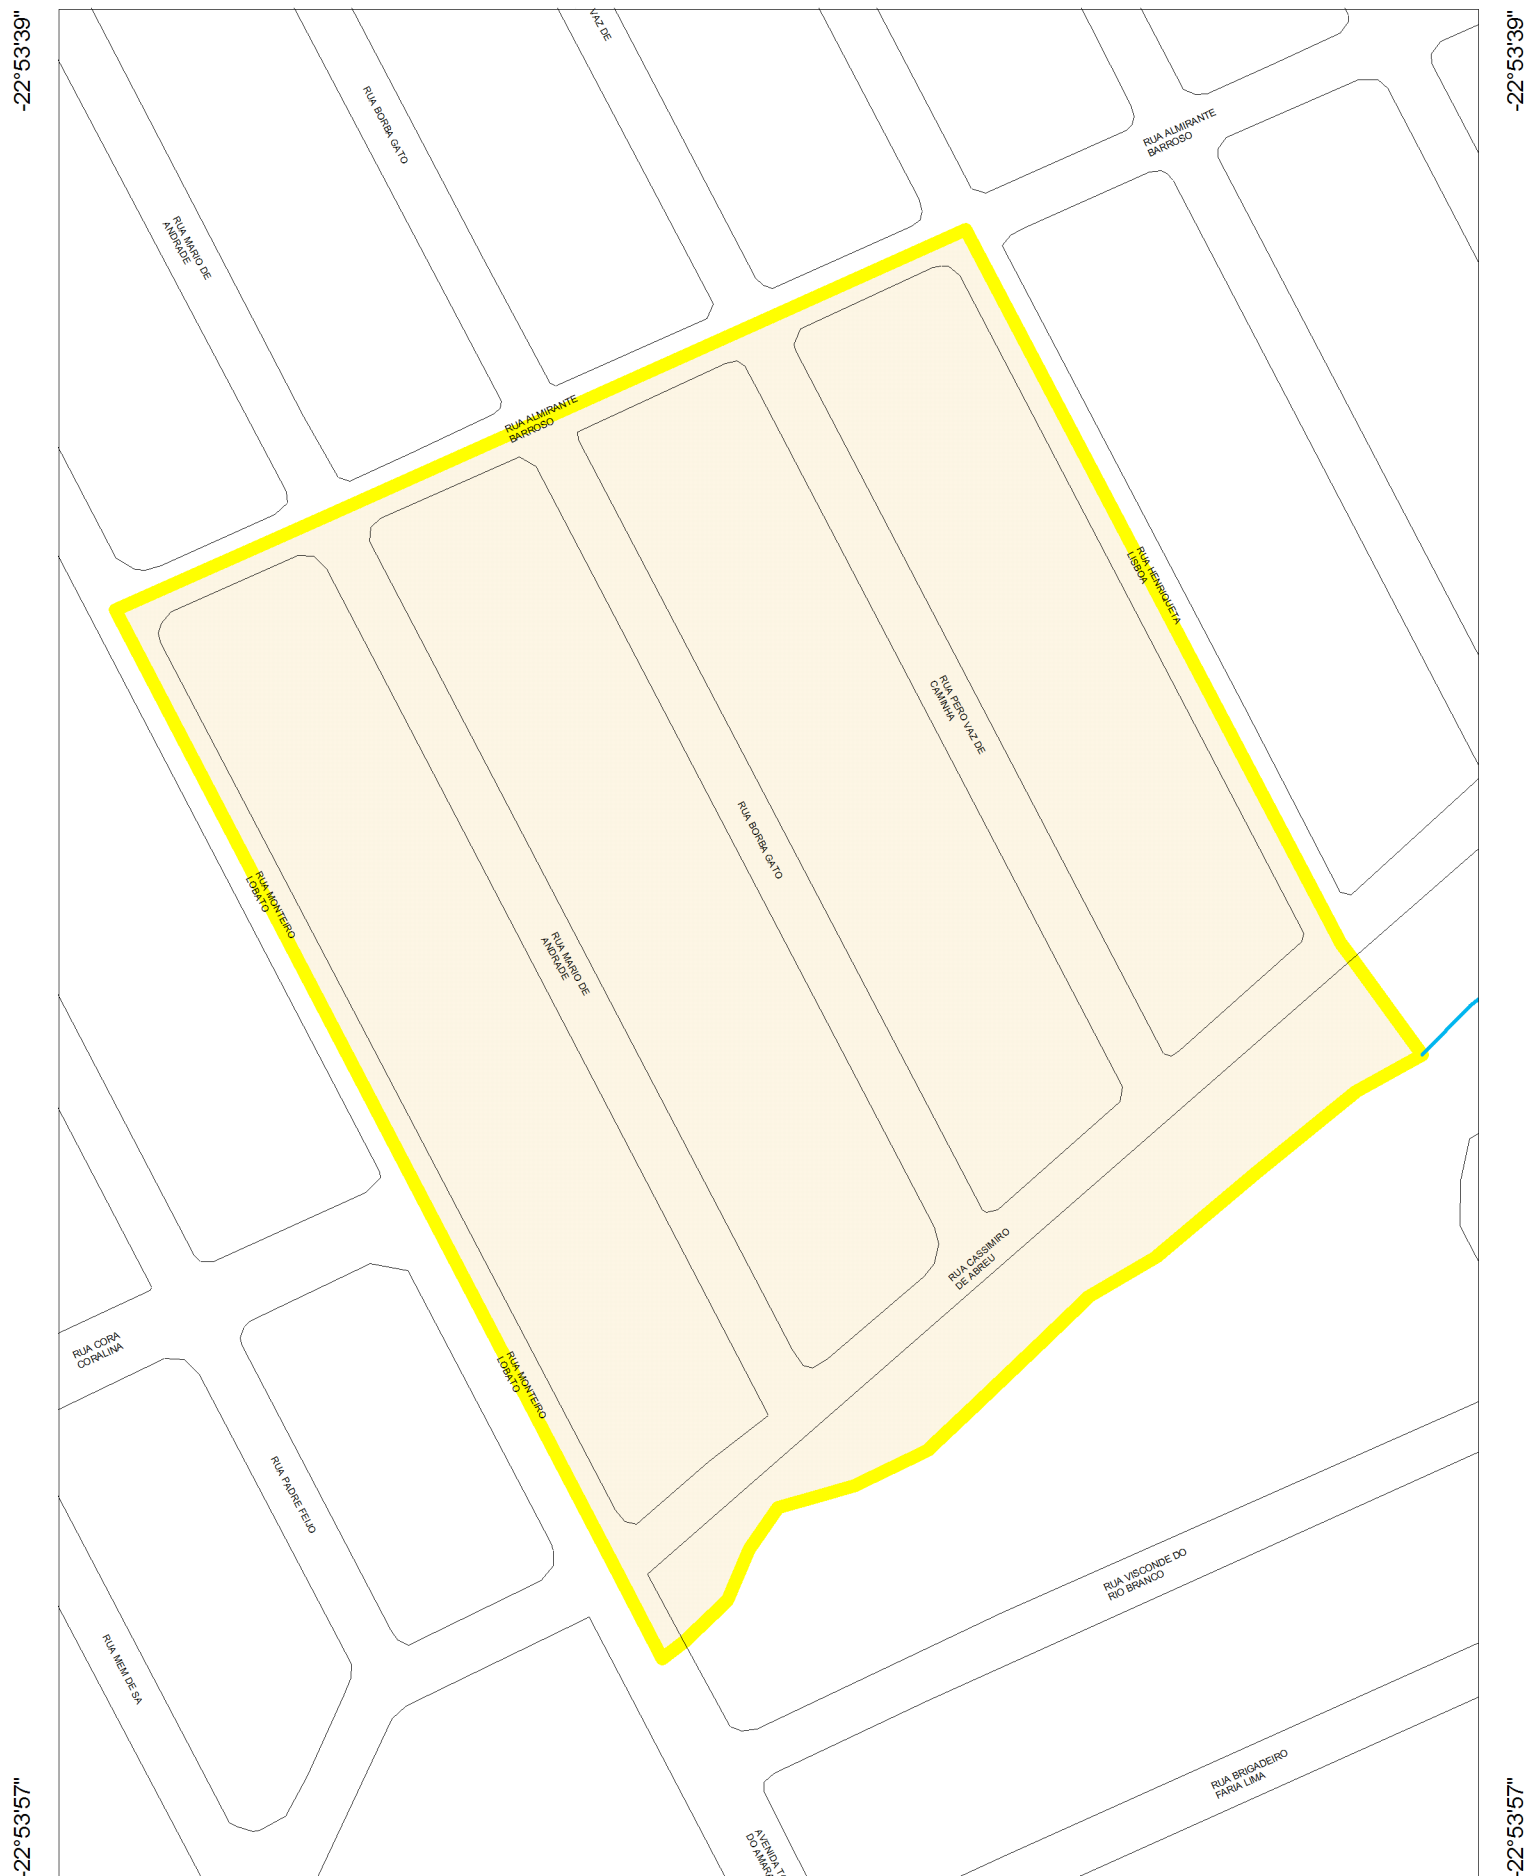 -22°53'39"
-22°53'39"
VAZ DE
RUA BORBA GATO
RUA ALMIRANTE
BARROSO
RUA MARIO DE
ANDRADE
RUA ALMIRANTE
BARROSO
RUA HENRIQUETA
LISBOA
RUA PERO VAZ DE
CAMINHA
RUA BORBA GATO
RUA MONTEIRO
LOBATO
RUA MARIO DE
ANDRADE
RUA CASSIMIRO
DE ABREU
RUA CORA
CORALINA
RUA MONTEIRO
LOBATO
RUA PADRE FEIJO
RUA VISCONDE DO
RIO BRANCO
RUA MEM DE SA
RUA BRIGADEIRO
FARIA LIMA
AVENIDA
-22°53'57"
-22°53'57"